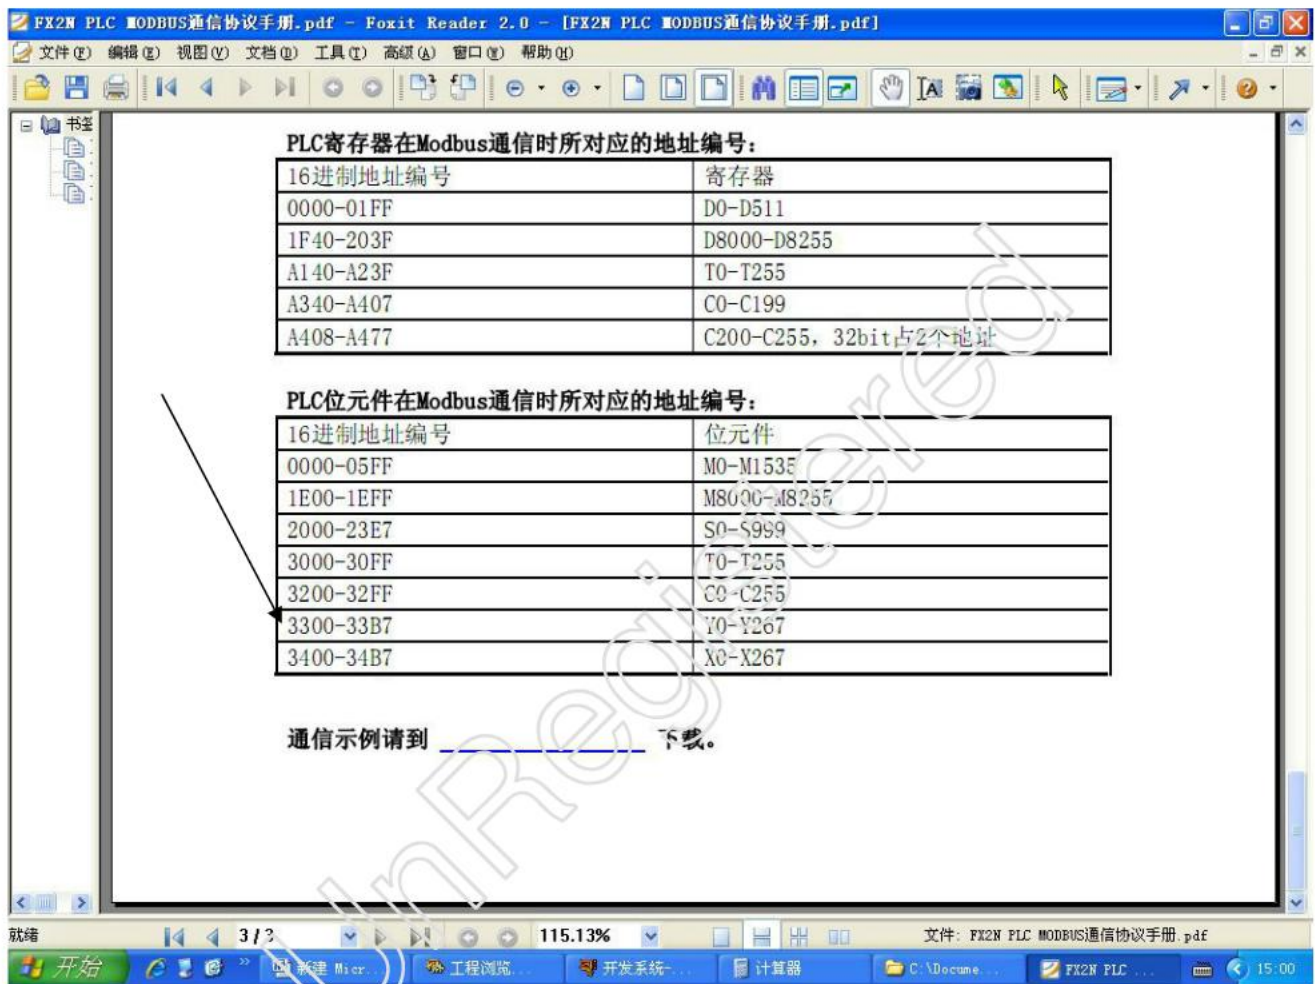 FX2N PLC MODBUS通信协议手册.pdf - Foxit Reader 2.0 - [FX2N PLC MODBUS通信协议手册.pdf]
文件(F) 编辑(E) 视图(V) 文档(D) 工具(T) 高级(A) 窗口(W) 帮助(H)
书签
PLC寄存器在Modbus通信时所对应的地址编号:
16进制地址编号 寄存器
0000-01FF D0-D511
1F40-203F D8000-D8255
A140-A23F T0-T255
A340-A407 C0-C199
A408-A477 C200-C255, 32bit占2个地址
PLC位元件在Modbus通信时所对应的地址编号:
16进制地址编号 位元件
0000-05FF M0-M1535
1E00-1EFF M8000-M8255
2000-23E7 S0-S999
3000-30FF T0-T255
3200-32FF C0-C255
3300-33B7 Y0-Y267
3400-34B7 X0-X267
通信示例请到 下载。
UnRegistered
就绪 3/3 115.13% 文件: FX2N PLC MODBUS通信协议手册.pdf
开始 新建 Micr... 工程浏览... 开发系统-... 计算器 C:\Docume... FX2N PLC ... 15:00